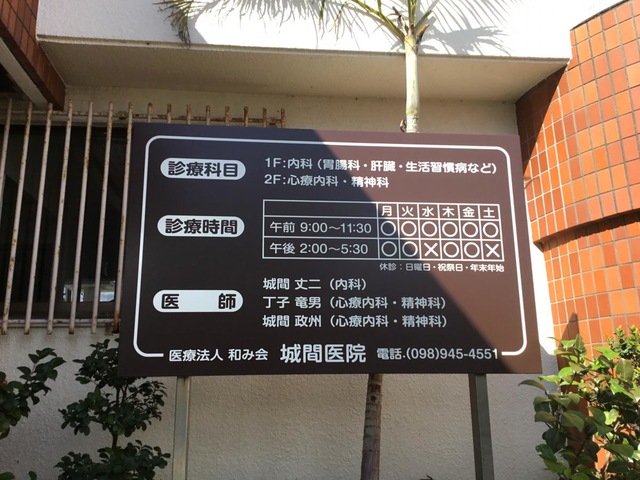 診療科目
1F:内科(胃腸科・肝臓・生活習慣病など)
2F:心療内科・精神科
診療時間
月 火 水 木 金 土
午前 9:00〜11:30 ○ ○ ○ ○ ○ ○
午後 2:00〜5:30 ○ ○ × ○ ○ ×
休診:日曜日・祝祭日・年末年始
医師
城間 丈二(内科)
丁子 竜男(心療内科・精神科)
城間 政州(心療内科・精神科)
医療法人 和み会 城間医院 電話.(098)945-4551